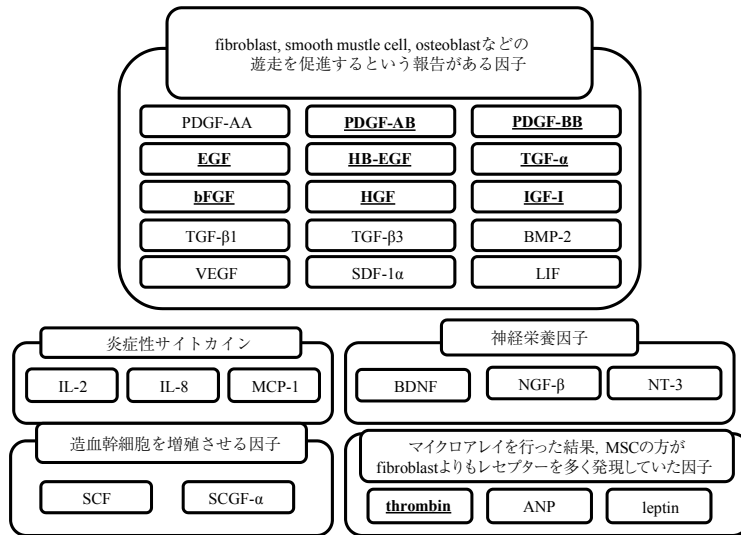 fibroblast, smooth mustle cell, osteoblastなどの
遊走を促進するという報告がある因子
PDGF-AA PDGF-AB PDGF-BB
EGF HB-EGF TGF-α
bFGF HGF IGF-I
TGF-β1 TGF-β3 BMP-2
VEGF SDF-1α LIF
炎症性サイトカイン
IL-2 IL-8 MCP-1
神経栄養因子
BDNF NGF-β NT-3
造血幹細胞を増殖させる因子
SCF SCGF-α
マイクロアレイを行った結果, MSCの方が
fibroblastよりもレセプターを多く発現していた因子
thrombin ANP leptin